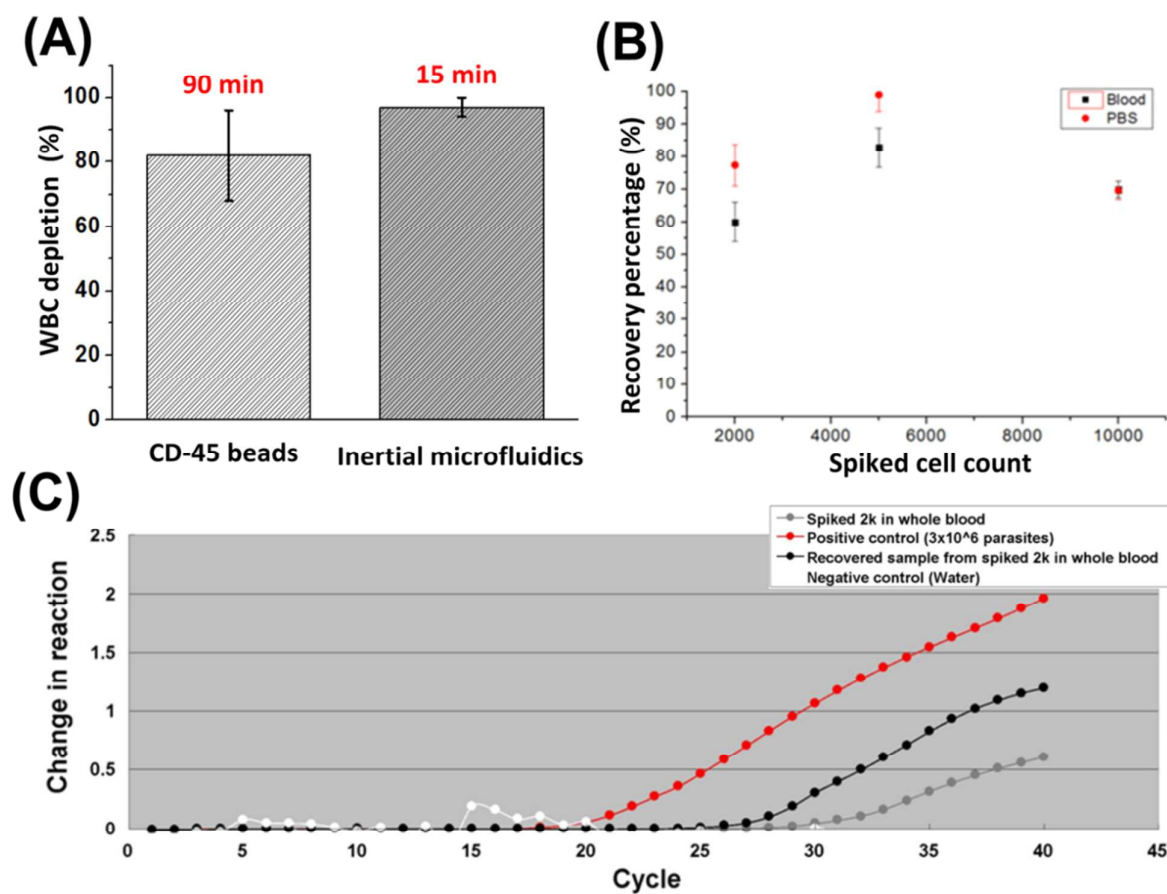 (A)
90 min
15 min
WBC depletion (%)
100
80
60
40
20
0
CD-45 beads
Inertial microfluidics
(B)
Recovery percentage (%)
100
90
80
70
60
50
40
30
20
10
0
Blood
PBS
2000
4000
6000
8000
10000
Spiked cell count
(C)
Spiked 2k in whole blood
Positive control (3x10^6 parasites)
Recovered sample from spiked 2k in whole blood
Negative control (Water)
Change in reaction
2.5
2
1.5
1
0.5
0
0
5
10
15
20
25
30
35
40
45
Cycle